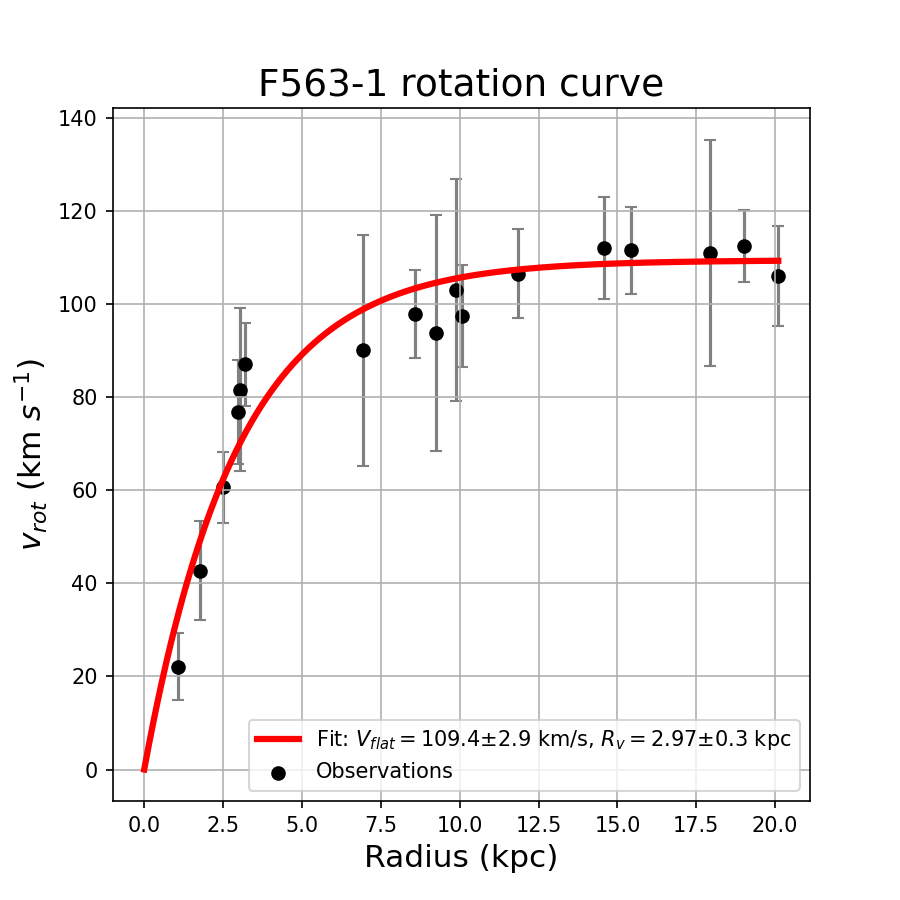 F563-1 rotation curve
140
120
100
80
60
40
20
0
v_rot (km s⁻¹)
Fit: V_flat = 109.4±2.9 km/s, R_v = 2.97±0.3 kpc
Observations
0.0 2.5 5.0 7.5 10.0 12.5 15.0 17.5 20.0
Radius (kpc)